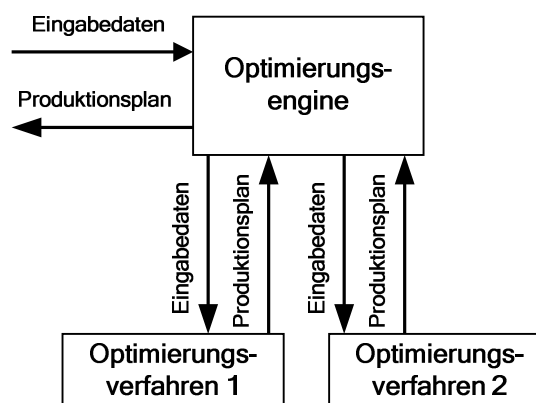 Eingabedaten
Optimierungs-
engine
Produktionsplan
Eingabedaten
Produktionsplan
Eingabedaten
Produktionsplan
Optimierungs-
verfahren 1
Optimierungs-
verfahren 2